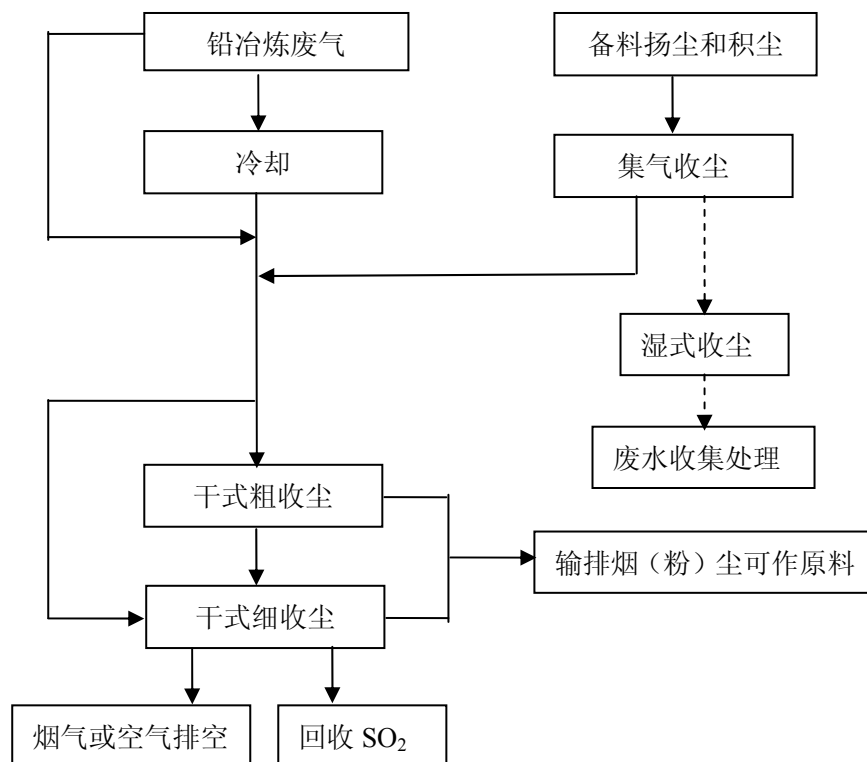 铅冶炼废气
备料扬尘和积尘
冷却
集气收尘
湿式收尘
废水收集处理
干式粗收尘
输排烟（粉）尘可作原料
干式细收尘
烟气或空气排空
回收 SO₂